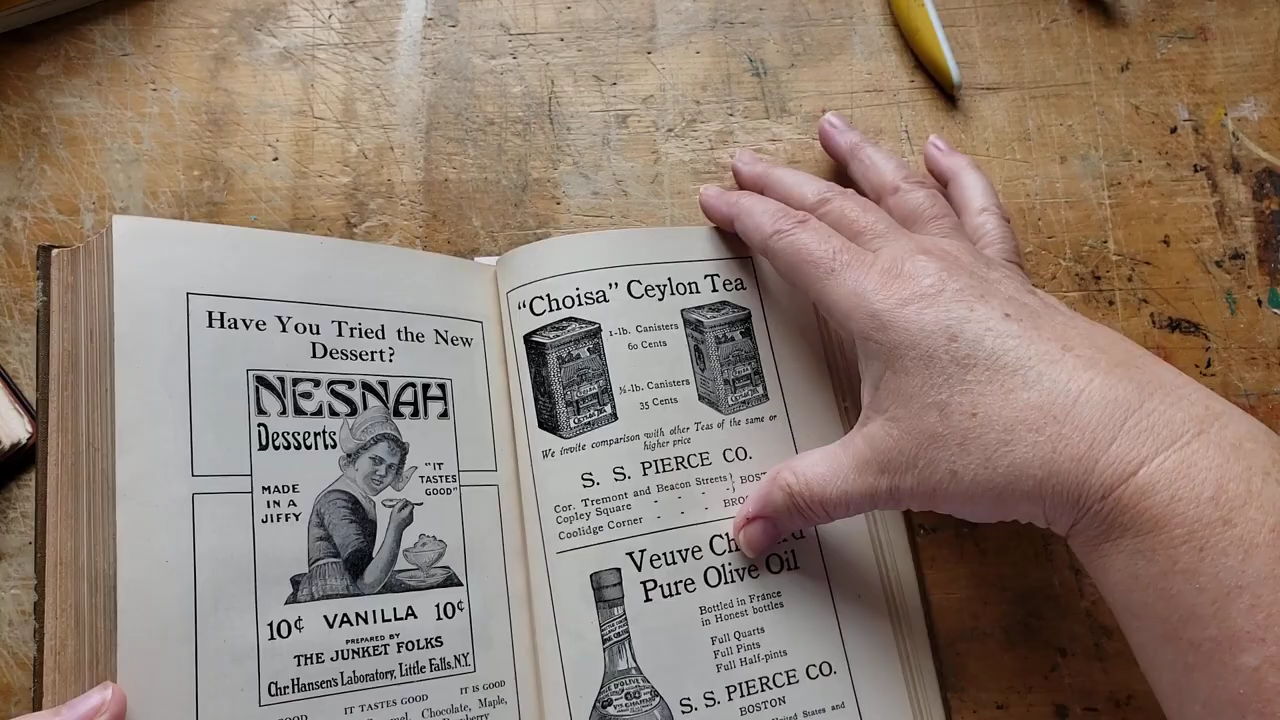 Have You Tried the New
Dessert?
NESNAH
Desserts
"IT
TASTES
GOOD"
MADE
IN A
JIFFY
10¢ VANILLA 10¢
PREPARED BY
THE JUNKET FOLKS
Chr. Hansen's Laboratory, Little Falls, N.Y.
IT TASTES GOOD IT IS GOOD
Chocolate, Maple,
"Choisa" Ceylon Tea
1-lb. Canisters
60 Cents
½-lb. Canisters
35 Cents
We invite comparison with other Teas of the same or
higher price
S. S. PIERCE CO.
Cor. Tremont and Beacon Streets
Copley Square - - -
Coolidge Corner - - -
Veuve
Pure Olive Oil
Bottled in France
in Honest bottles
Full Quarts
Full Pints
Full Half-pints
S. S. PIERCE CO.
BOSTON
United States and